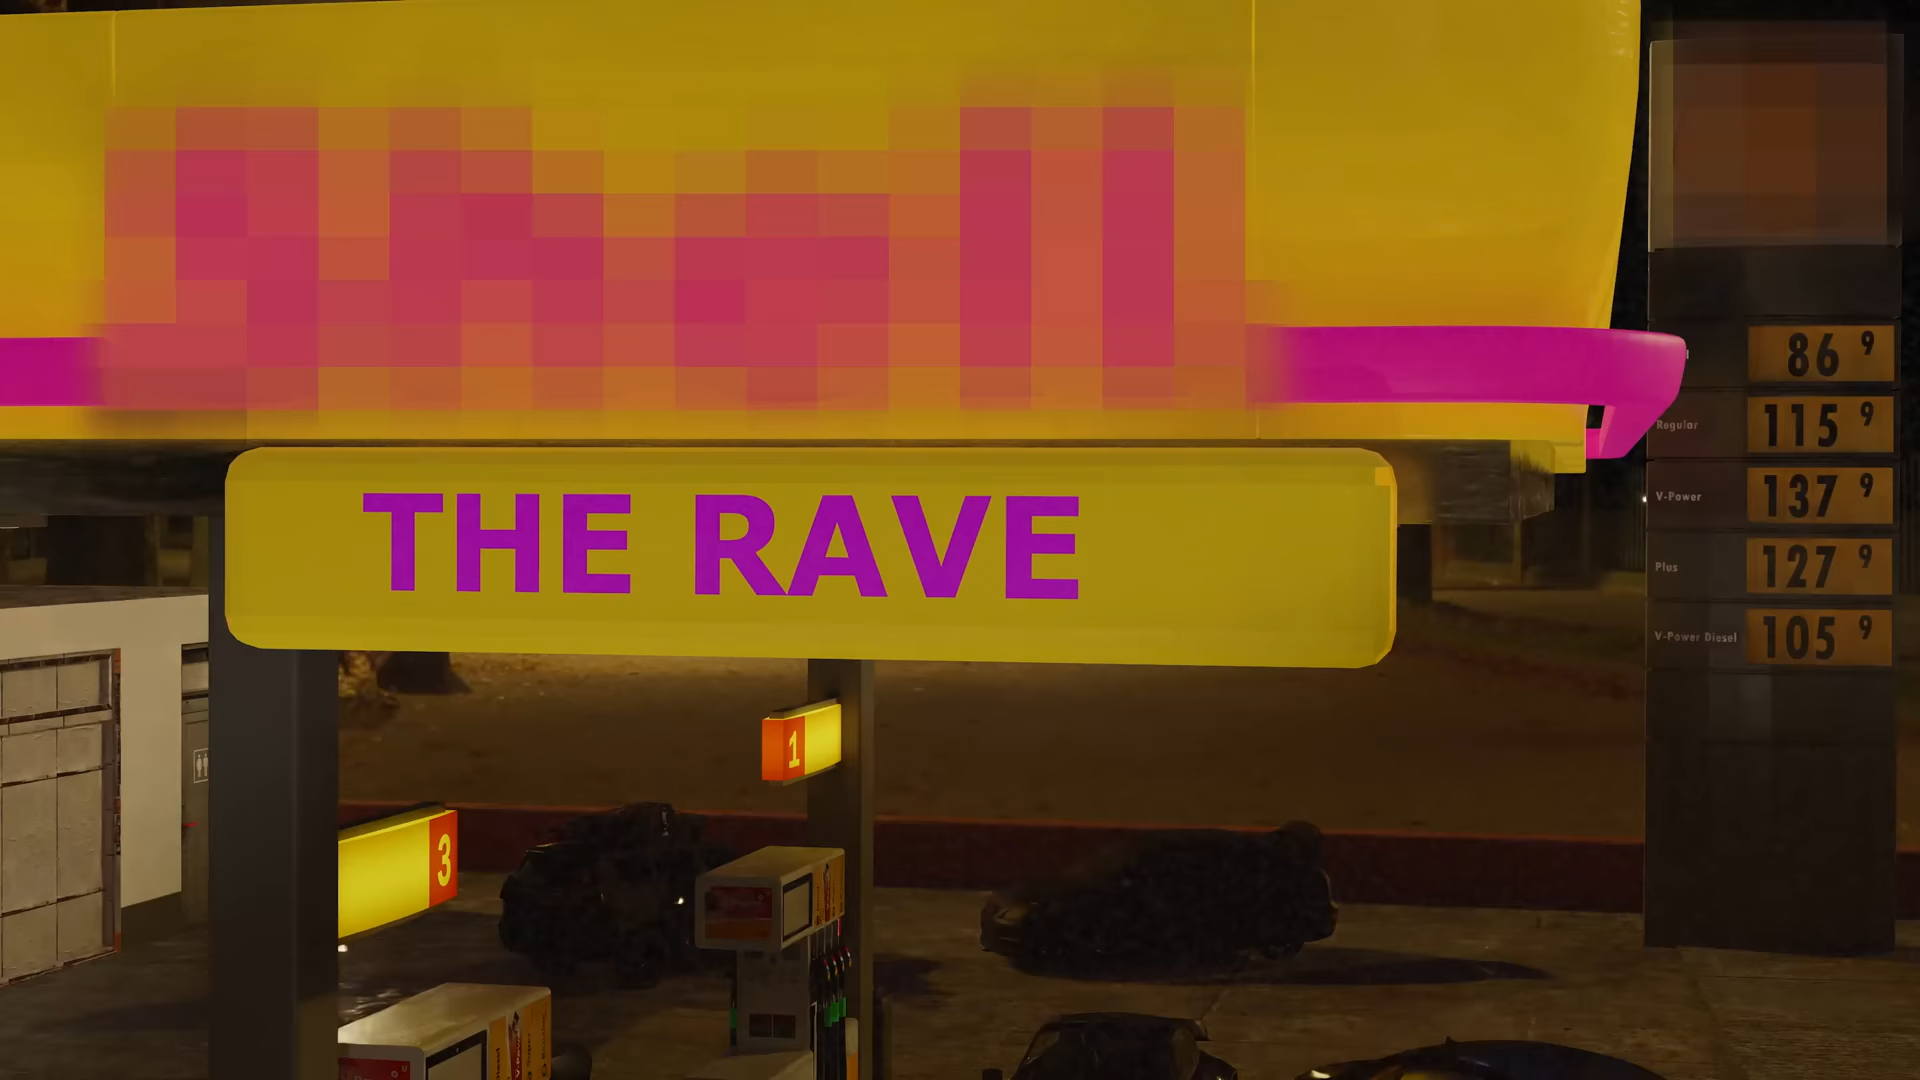 THE RAVE
86 9
Regular 115 9
V-Power 137 9
Plus 127 9
V-Power Diesel 105 9
1
3